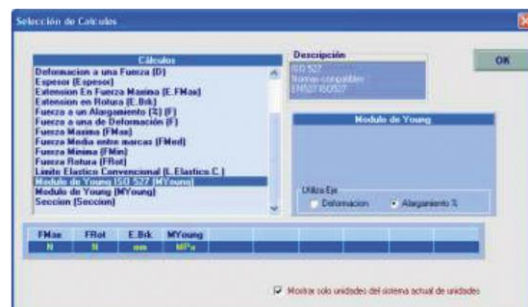 Selección de Calculos
Cálculos
Deformacion a una Fuerza (D)
Espesor (Espesor)
Extension En Fuerza Maxima (E.FMax)
Extension en Rotura (E.Brk)
Fuerza a un Alargamiento (%) (F)
Fuerza a una de Deformación (F)
Fuerza Maxima (FMax)
Fuerza Media entre marcas (FMed)
Fuerza Minima (FMin)
Fuerza Rotura (FRot)
Limite Elastico Convencional (L.Elastico C.)
Modulo de Young ISO 527 (MYoung)
Modulo de Young (MYoung)
Seccion (Seccion)
Descripción
ISO 527
Normas compatibles
EN527 ISO527
OK
Modulo de Young
Utiliza Eje
Deformacion
Alargamiento %
FMax FRot E.Brk MYoung
N N mm MPa
Mostrar solo unidades del sistema actual de unidades